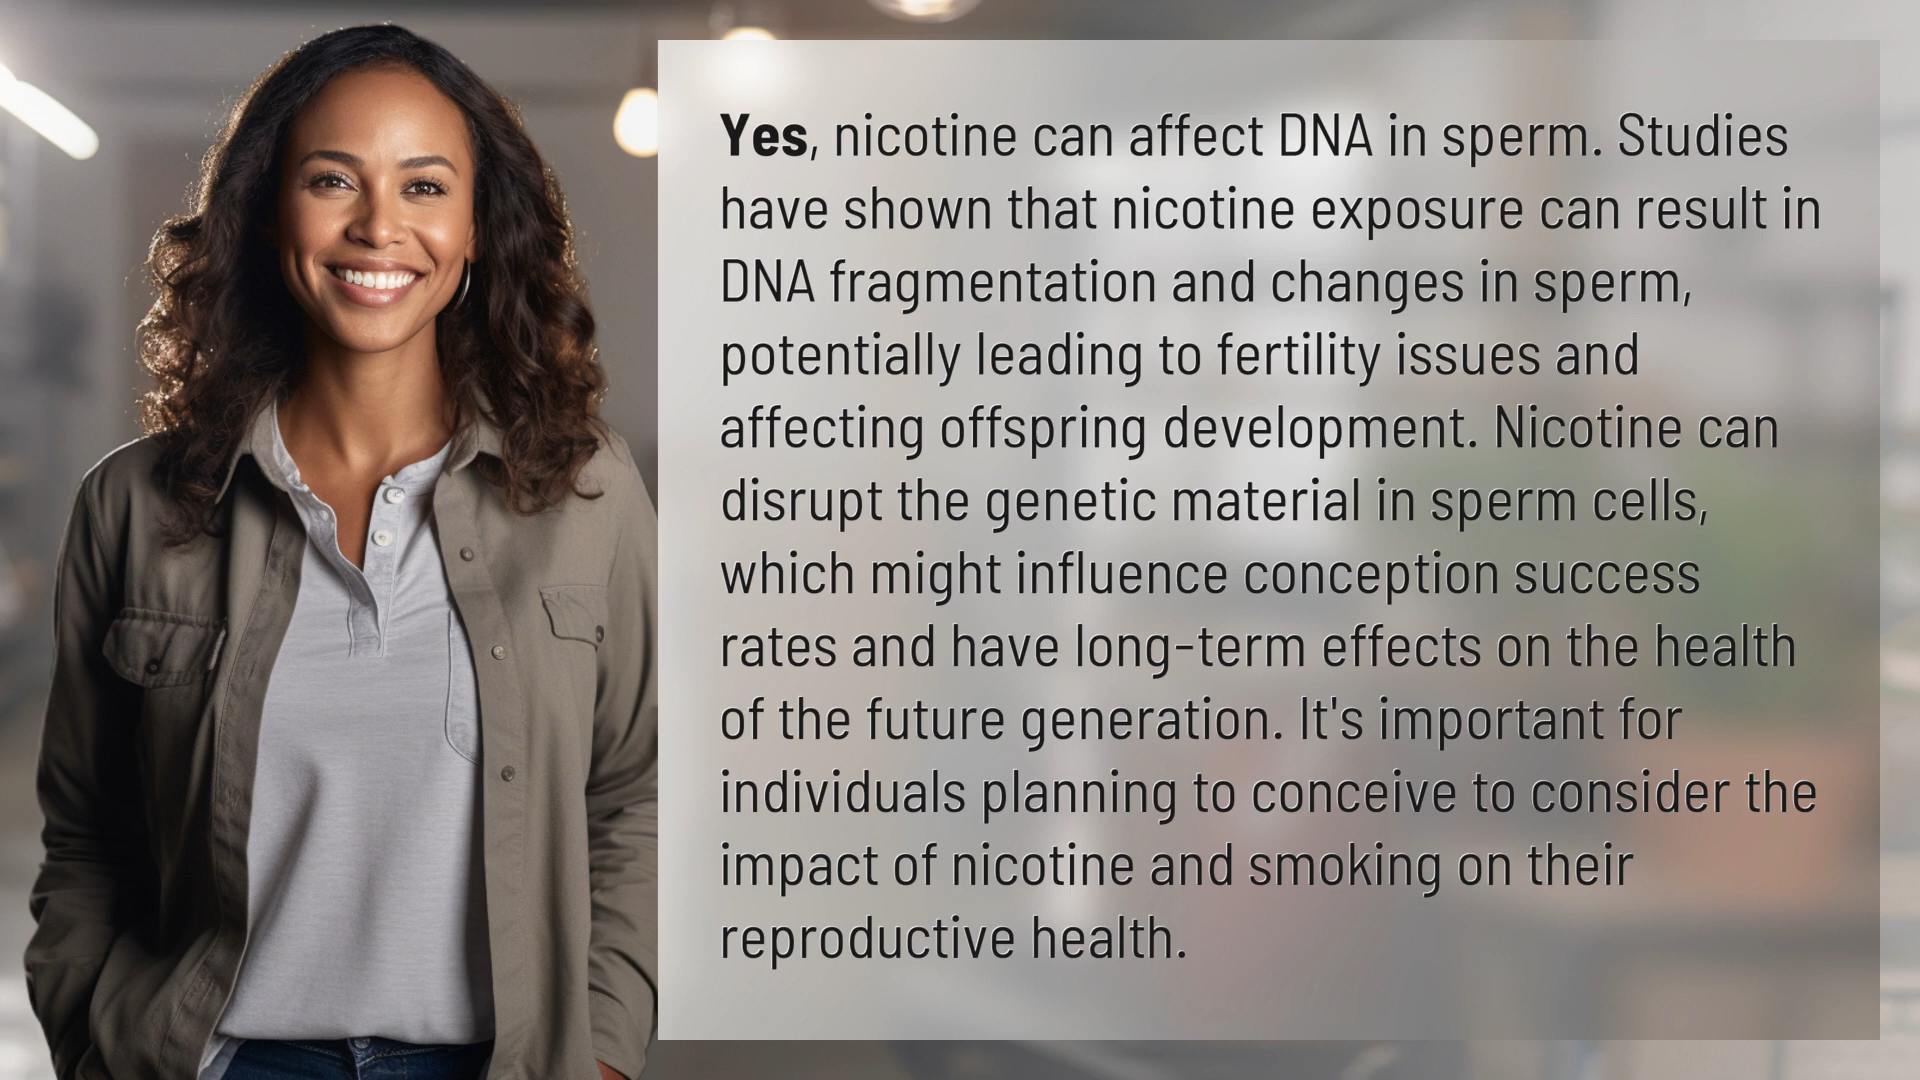 Yes, nicotine can affect DNA in sperm. Studies
have shown that nicotine exposure can result in
DNA fragmentation and changes in sperm,
potentially leading to fertility issues and
affecting offspring development. Nicotine can
disrupt the genetic material in sperm cells,
which might influence conception success
rates and have long-term effects on the health
of the future generation. It's important for
individuals planning to conceive to consider the
impact of nicotine and smoking on their
reproductive health.